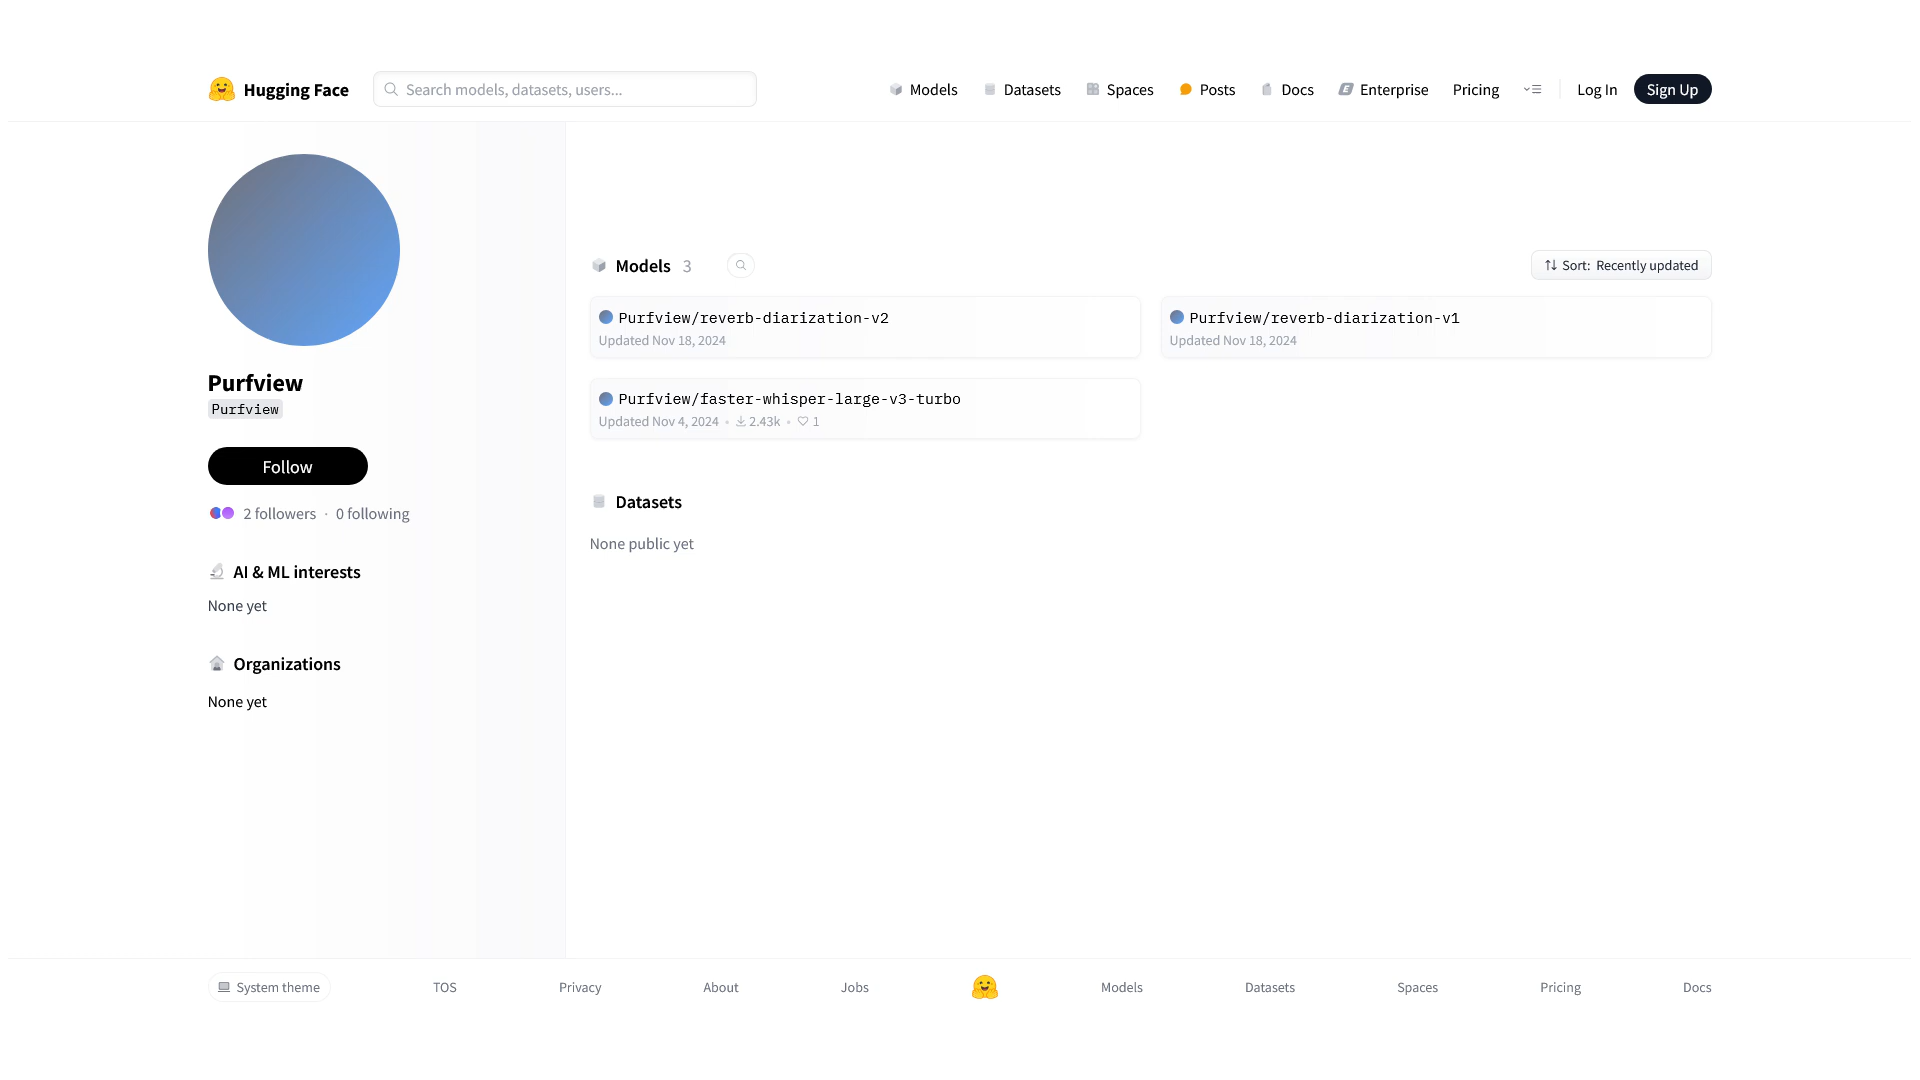 Hugging Face
Search models, datasets, users...
Models
Datasets
Spaces
Posts
Docs
Enterprise
Pricing
Log In
Sign Up
Purfview
Purfview
Follow
2 followers · 0 following
AI & ML interests
None yet
Organizations
None yet
Models 3
Sort: Recently updated
Purfview/reverb-diarization-v2
Updated Nov 18, 2024
Purfview/reverb-diarization-v1
Updated Nov 18, 2024
Purfview/faster-whisper-large-v3-turbo
Updated Nov 4, 2024 • 2.43k • 1
Datasets
None public yet
System theme
TOS
Privacy
About
Jobs
Models
Datasets
Spaces
Pricing
Docs